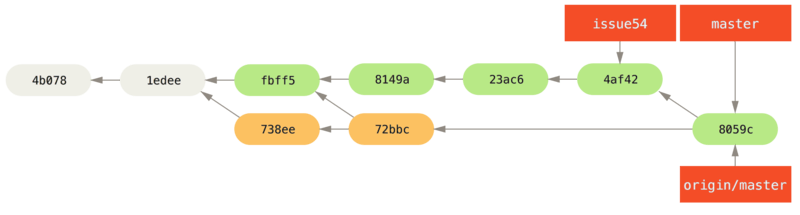 issue54 master
4b078 1edee fbff5 8149a 23ac6 4af42
738ee 72bbc 8059c
origin/master